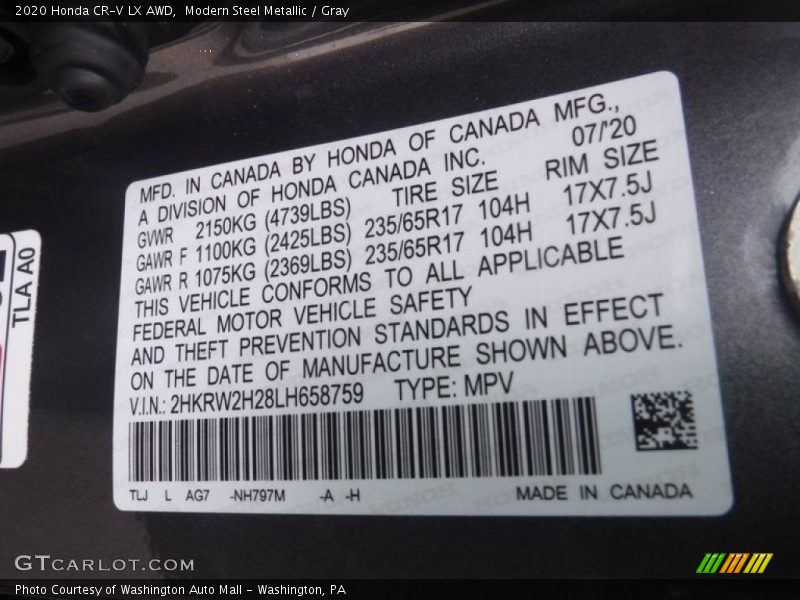 2020 Honda CR-V LX AWD, Modern Steel Metallic / Gray
MFD. IN CANADA BY HONDA OF CANADA MFG.,
A DIVISION OF HONDA CANADA INC. 07/'20
GVWR 2150KG (4739LBS) TIRE SIZE RIM SIZE
GAWR F 1100KG (2425LBS) 235/65R17 104H 17X7.5J
GAWR R 1075KG (2369LBS) 235/65R17 104H 17X7.5J
THIS VEHICLE CONFORMS TO ALL APPLICABLE
FEDERAL MOTOR VEHICLE SAFETY
AND THEFT PREVENTION STANDARDS IN EFFECT
ON THE DATE OF MANUFACTURE SHOWN ABOVE.
V.I.N.: 2HKRW2H28LH658759 TYPE: MPV
TLJ L AG7 -NH797M -A -H MADE IN CANADA
TLA A0
GTCARLOT.COM
Photo Courtesy of Washington Auto Mall - Washington, PA